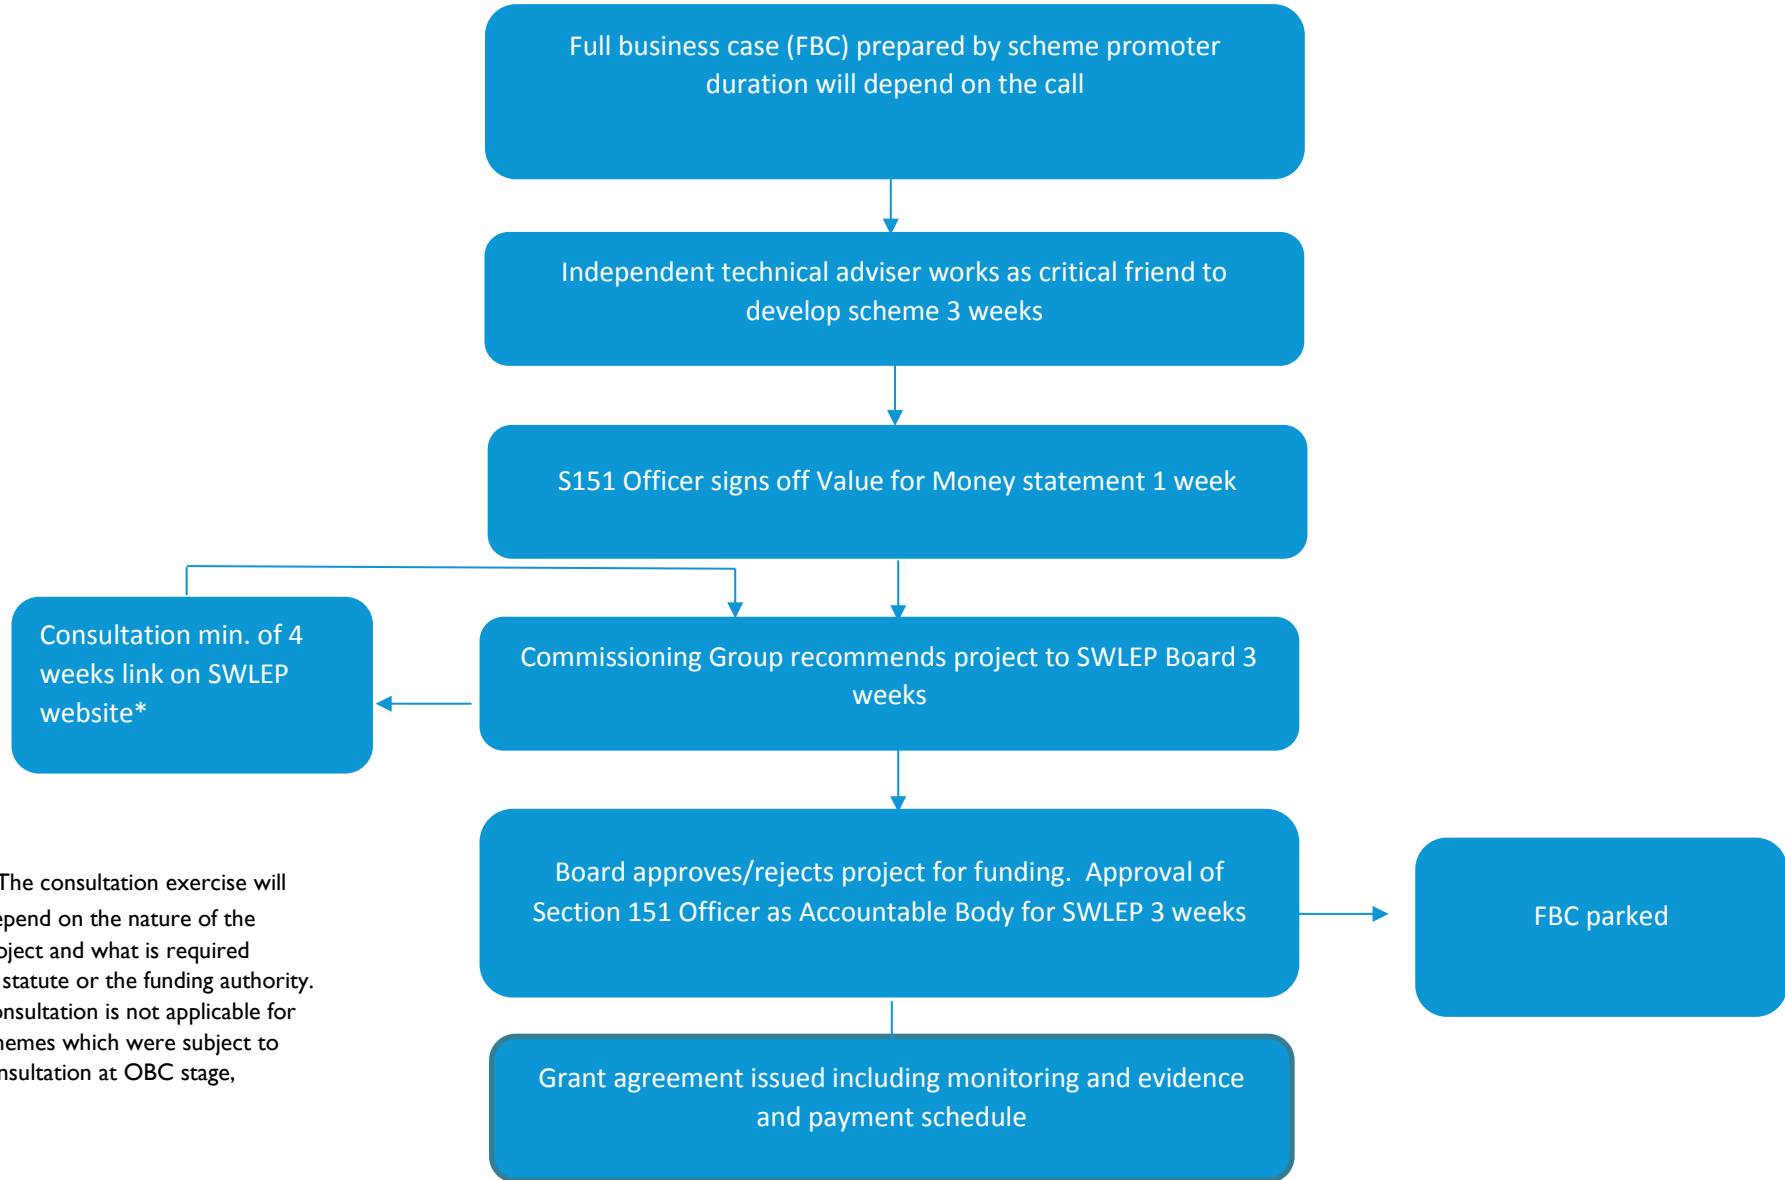 Full business case (FBC) prepared by scheme promoter
duration will depend on the call
Independent technical adviser works as critical friend to
develop scheme 3 weeks
S151 Officer signs off Value for Money statement 1 week
Consultation min. of 4
weeks link on SWLEP
website*
Commissioning Group recommends project to SWLEP Board 3
weeks
Board approves/rejects project for funding. Approval of
Section 151 Officer as Accountable Body for SWLEP 3 weeks
FBC parked
The consultation exercise will
on the nature of the
and what is required
statute or the funding authority.
is not applicable for
which were subject to
at OBC stage,
Grant agreement issued including monitoring and evidence
and payment schedule